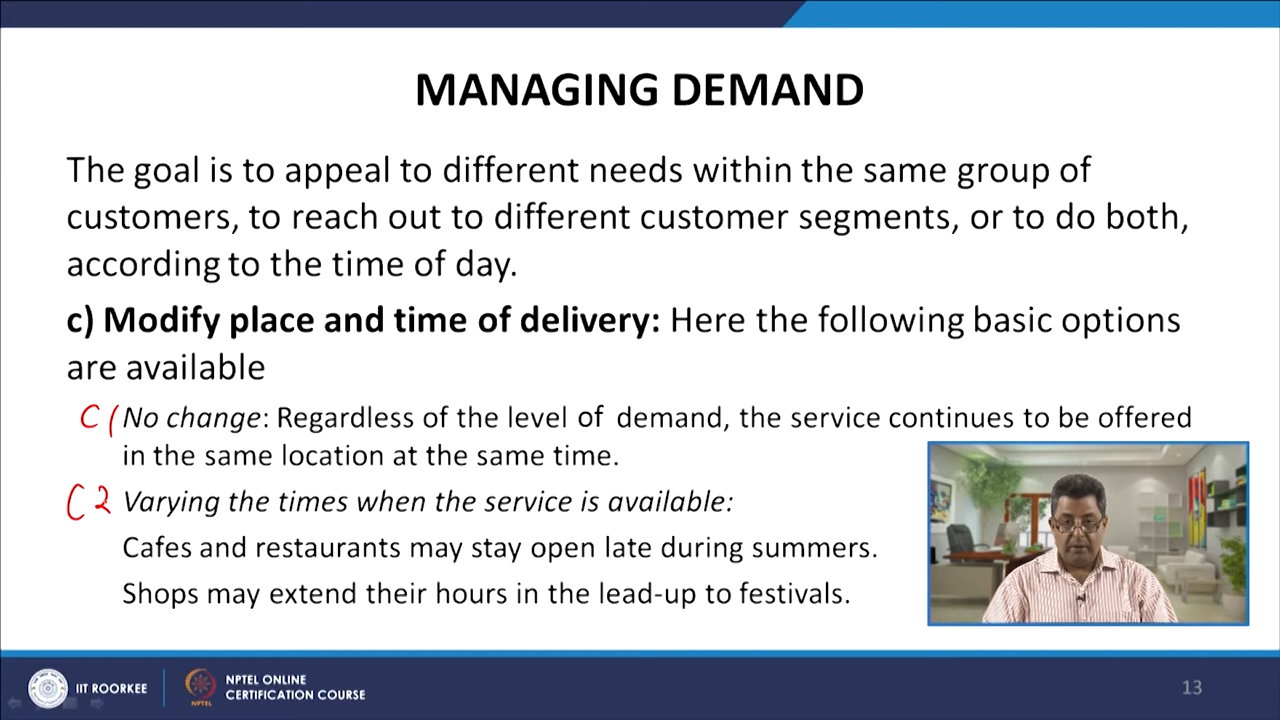 MANAGING DEMAND
The goal is to appeal to different needs within the same group of
customers, to reach out to different customer segments, or to do both,
according to the time of day.
c) Modify place and time of delivery: Here the following basic options
are available
C1 No change: Regardless of the level of demand, the service continues to be offered
in the same location at the same time.
C2 Varying the times when the service is available:
Cafes and restaurants may stay open late during summers.
Shops may extend their hours in the lead-up to festivals.
IIT ROORKEE
NPTEL
NPTEL ONLINE
CERTIFICATION COURSE
13